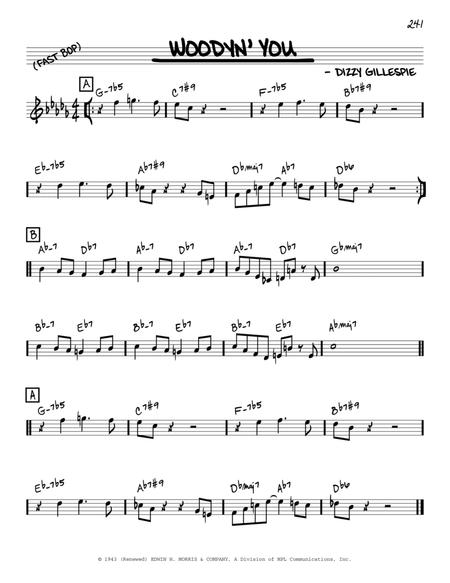 241
WOODYN' YOU
(FAST BOP)
- DIZZY GILLESPIE
A
G-7b5 C7#9 F-7b5 Bb7#9
Eb-7b5 Ab7#9 Dbmaj7 Db6
B
Ab-7 Db7 Ab-7 Db7 Ab-7 Db7 Gbmaj7
Bb-7 Eb7 Bb-7 Eb7 Bb-7 Eb7 Abmaj7
A
G-7b5 C7#9 F-7b5 Bb7#9
Eb-7b5 Ab7#9 Dbmaj7 Db6
© 1943 (Renewed) EDWIN H. MORRIS & COMPANY, A Division of MPL Communications, Inc.